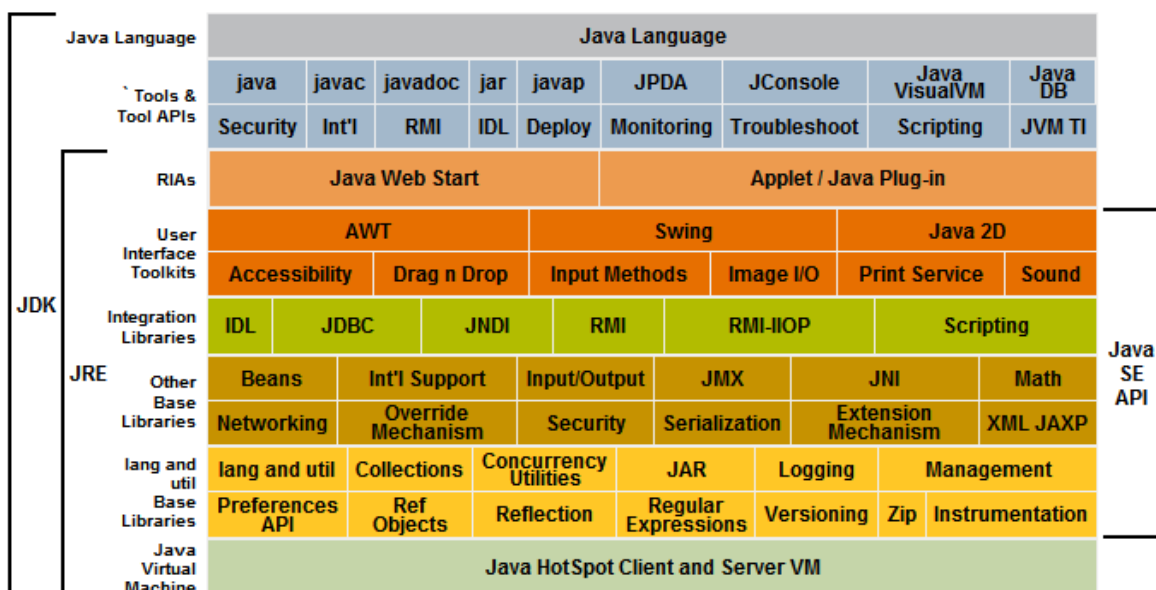 Java Language
Java Language
` Tools &
Tool APIs
java javac javadoc jar javap JPDA JConsole Java VisualVM Java DB
Security Int'l RMI IDL Deploy Monitoring Troubleshoot Scripting JVM TI
RIAs
Java Web Start Applet / Java Plug-in
User
Interface
Toolkits
AWT Swing Java 2D
Accessibility Drag n Drop Input Methods Image I/O Print Service Sound
JDK
Integration
Libraries
IDL JDBC JNDI RMI RMI-IIOP Scripting
JRE
Other
Base
Libraries
Beans Int'l Support Input/Output JMX JNI Math
Networking Override Mechanism Security Serialization Extension Mechanism XML JAXP
Java
SE
API
lang and
util
Base
Libraries
lang and util Collections Concurrency Utilities JAR Logging Management
Preferences API Ref Objects Reflection Regular Expressions Versioning Zip Instrumentation
Java
Virtual
Machine
Java HotSpot Client and Server VM